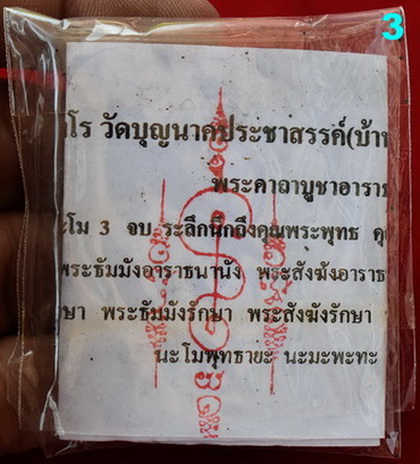 3
โร วัดบุญนาคประชาสรรค์(บ้าน
พระคาถาบูชาอาราธ
ะโม 3 จบ ระลึกนึกถึงคุณพระพุทธ คุ
พระธัมมังอาราธนานัง พระสังฆังอาราธ
ษา พระธัมมังรักษา พระสังฆังรักษา
นะโมพุทธายะ นะมะพะทะ